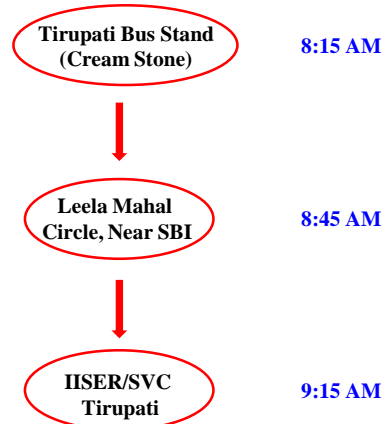 Tirupati Bus Stand
(Cream Stone)
8:15 AM
Leela Mahal
Circle, Near SBI
8:45 AM
IISER/SVC
Tirupati
9:15 AM